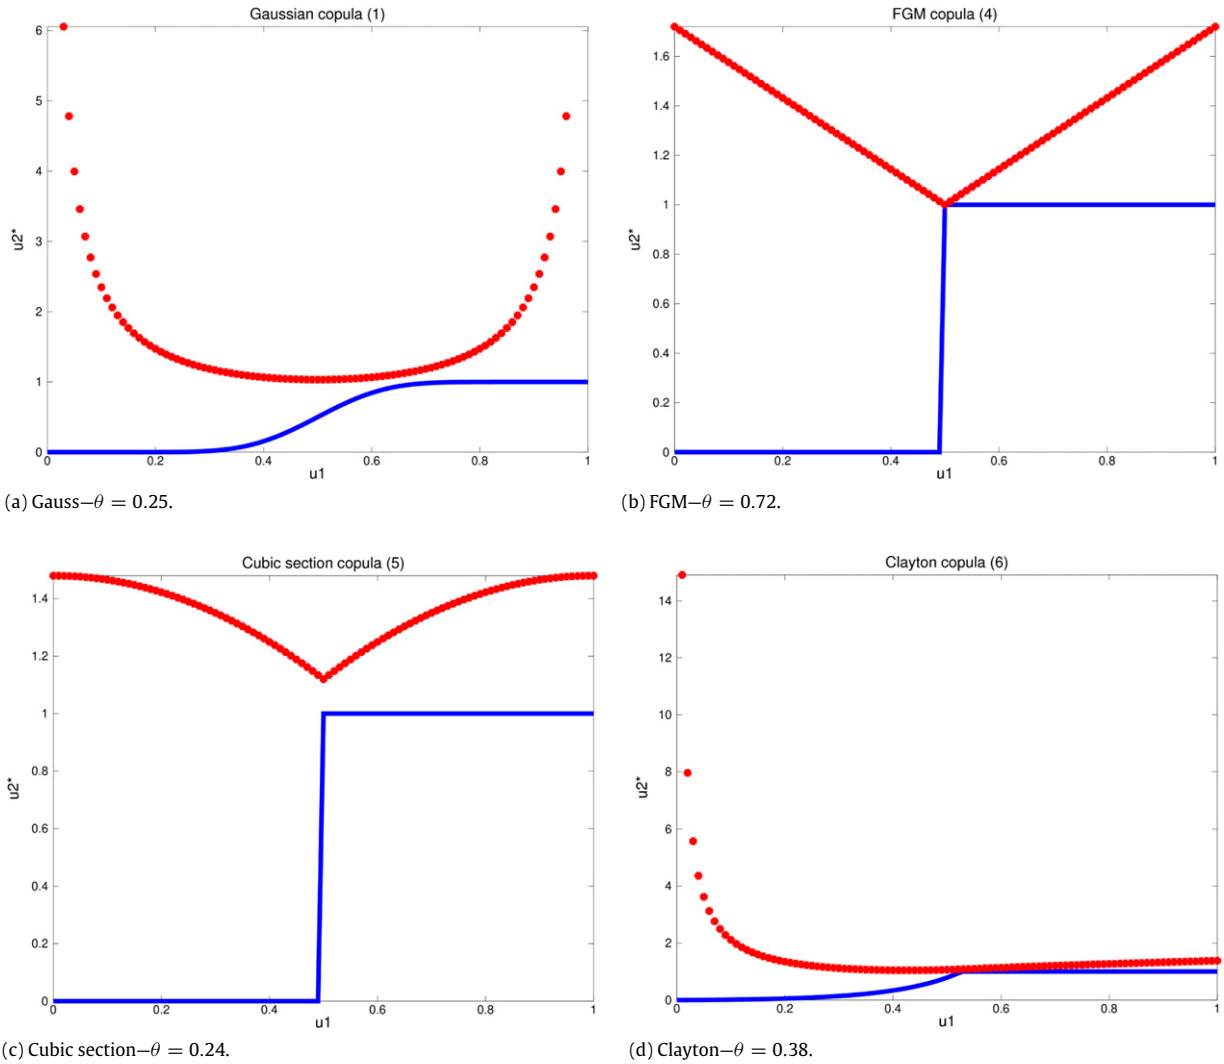 Gaussian copula (1)
6
5
4
3
2
1
0
u2*
0 0.2 0.4 0.6 0.8 1
u1
(a) Gauss—θ = 0.25.
FGM copula (4)
1.6
1.4
1.2
1
0.8
0.6
0.4
0.2
0
u2*
0 0.2 0.4 0.6 0.8 1
u1
(b) FGM—θ = 0.72.
Cubic section copula (5)
1.4
1.2
1
0.8
0.6
0.4
0.2
0
u2*
0 0.2 0.4 0.6 0.8 1
u1
(c) Cubic section—θ = 0.24.
Clayton copula (6)
14
12
10
8
6
4
2
0
u2*
0 0.2 0.4 0.6 0.8 1
u1
(d) Clayton—θ = 0.38.